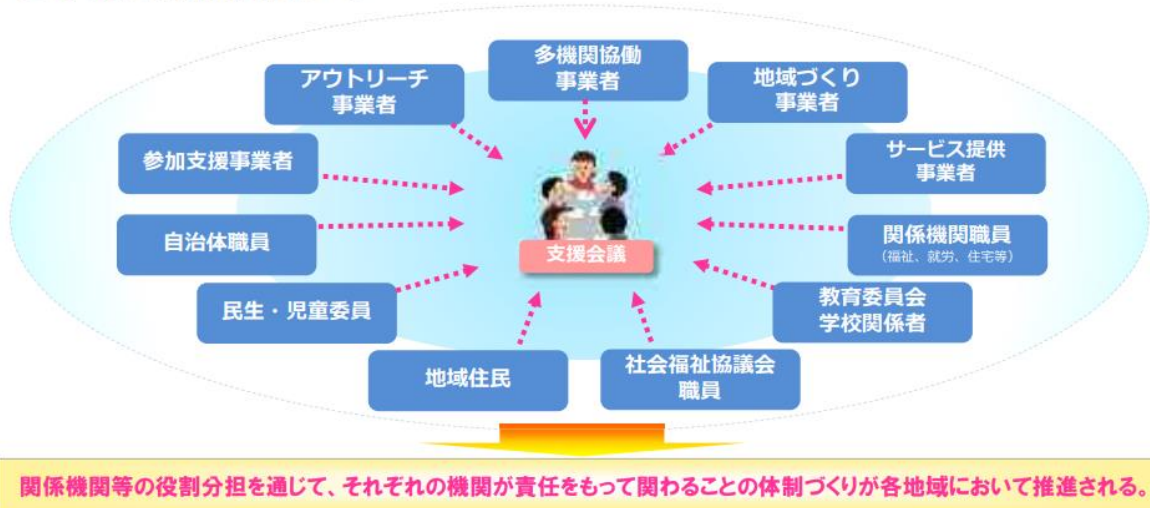 多機関協働
事業者
アウトリーチ
事業者
地域づくり
事業者
参加支援事業者
サービス提供
事業者
自治体職員
支援会議
関係機関職員
（福祉、就労、住宅等）
民生・児童委員
教育委員会
学校関係者
地域住民
社会福祉協議会
職員
関係機関等の役割分担を通じて、それぞれの機関が責任をもって関わることの体制づくりが各地域において推進される。